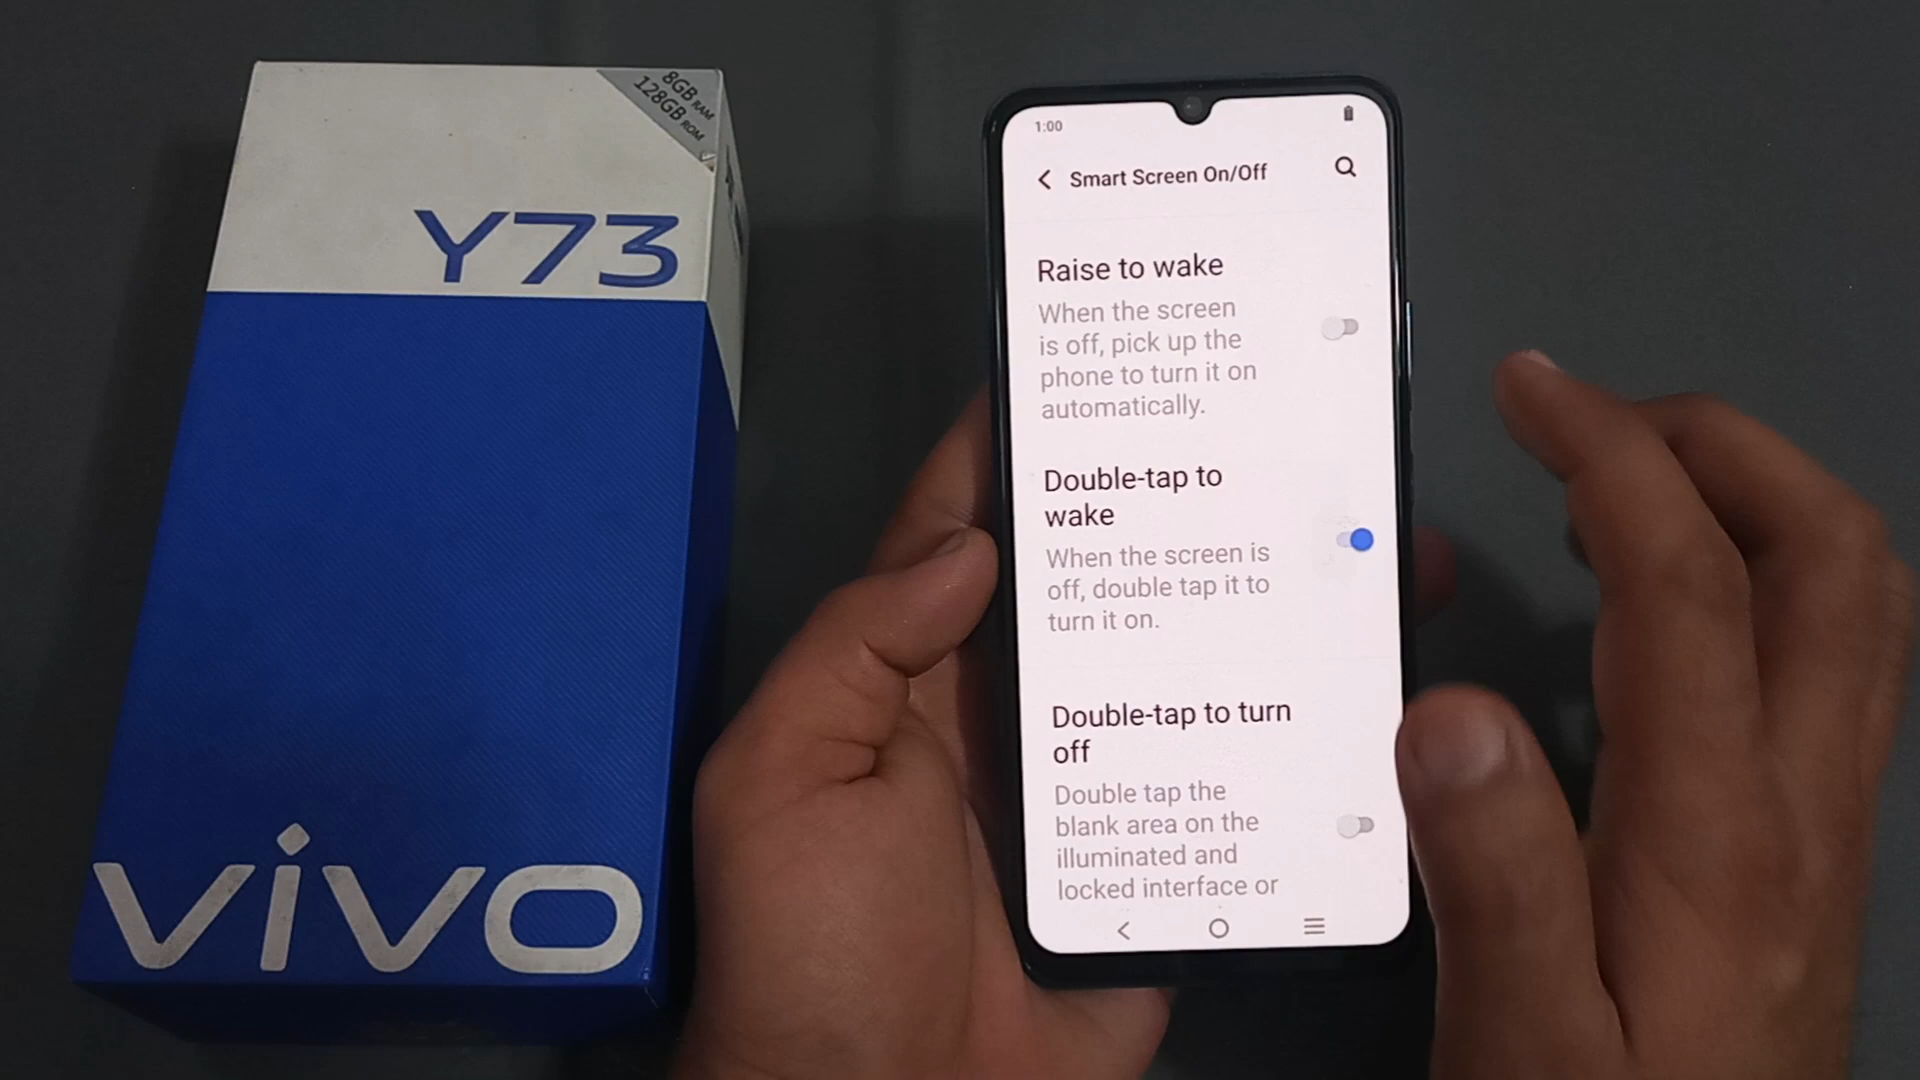 8GB RAM
128GB ROM
Y73
vivo
1:00
Smart Screen On/Off
Raise to wake
When the screen
is off, pick up the
phone to turn it on
automatically.
Double-tap to
wake
When the screen is
off, double tap it to
turn it on.
Double-tap to turn
off
Double tap the
blank area on the
illuminated and
locked interface or